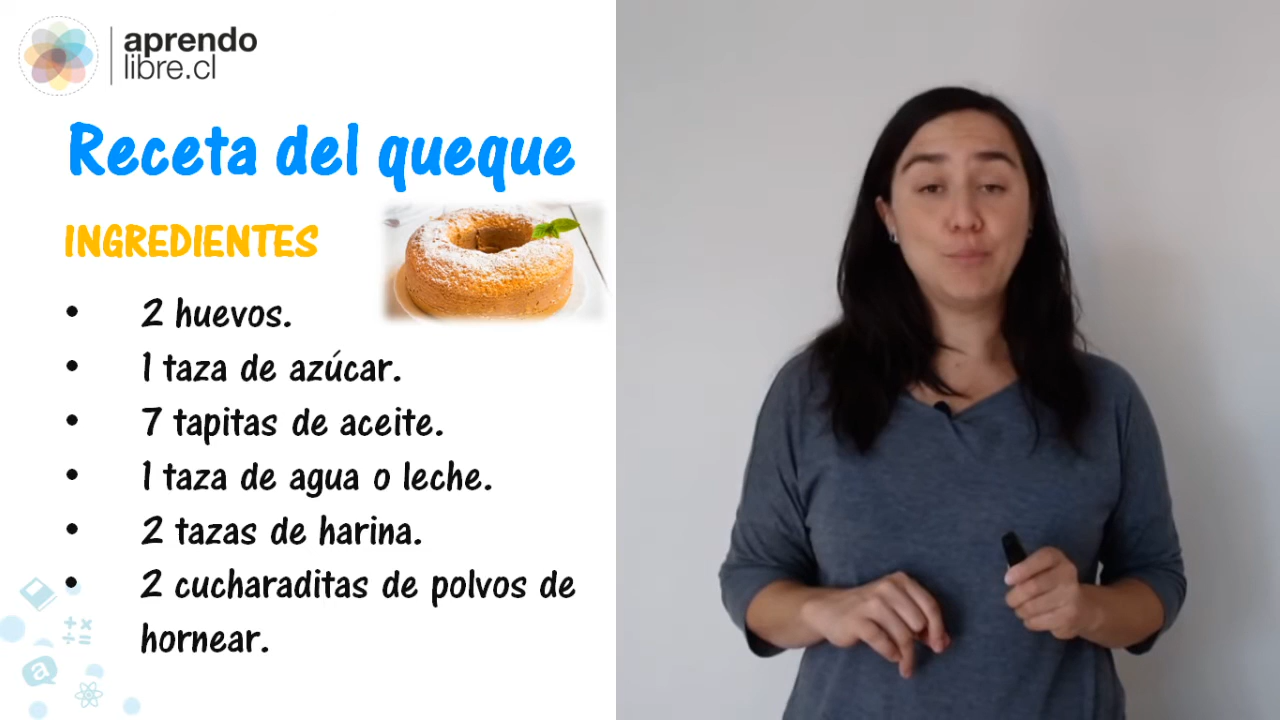 aprendo
libre.cl
Receta del queque
INGREDIENTES
• 2 huevos.
• 1 taza de azúcar.
• 7 tapitas de aceite.
• 1 taza de agua o leche.
• 2 tazas de harina.
• 2 cucharaditas de polvos de
hornear.
a